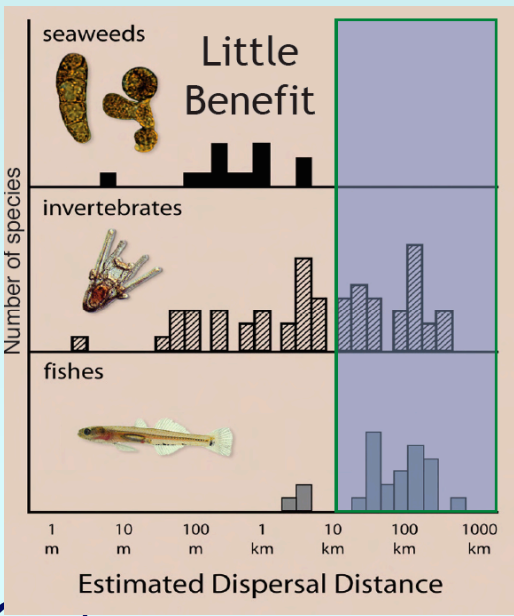 seaweeds
Little
Benefit
invertebrates
fishes
Number of species
1 10 100 1 10 100 1000
m m m km km km km
Estimated Dispersal Distance